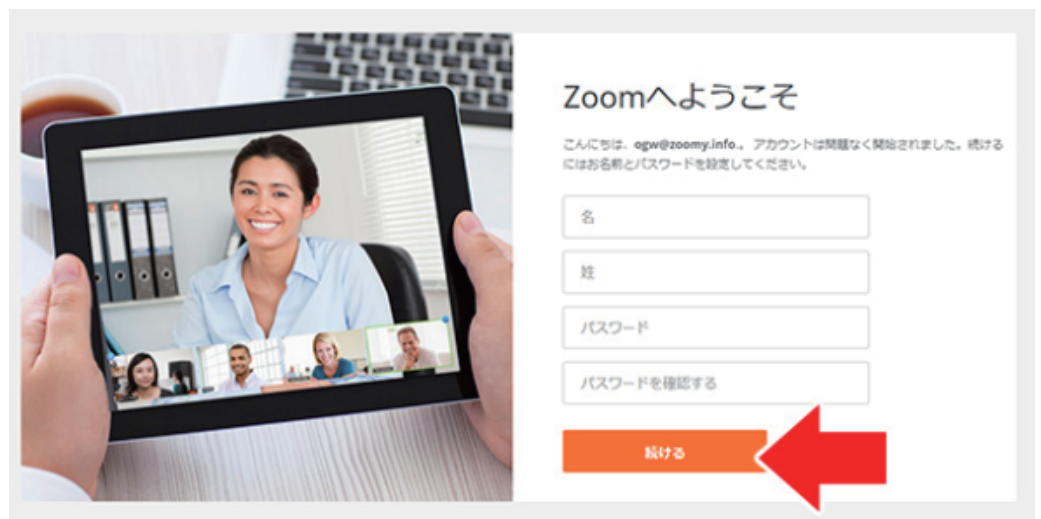 Zoomへようこそ
こんにちは、ogw@zoomy.info.。 アカウントは問題なく開始されました。続ける
にはお名前とパスワードを設定してください。
名
姓
パスワード
パスワードを確認する
続ける